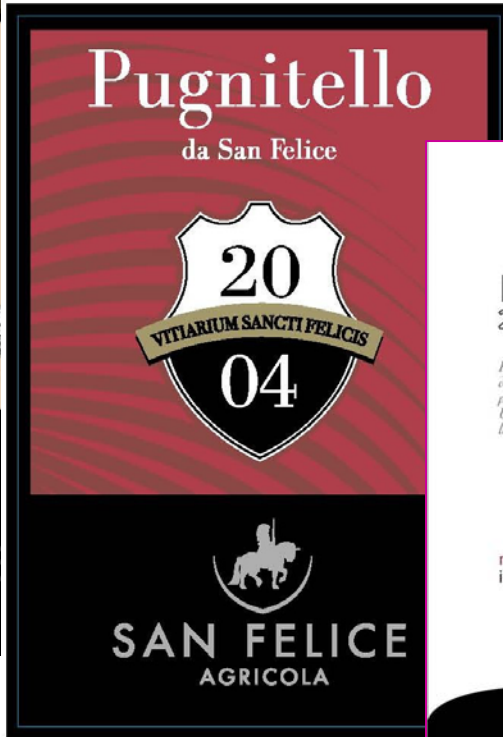 Pugnitello
da San Felice
20
VITIARIUM SANCTI FELICIS
04
SAN FELICE
AGRICOLA